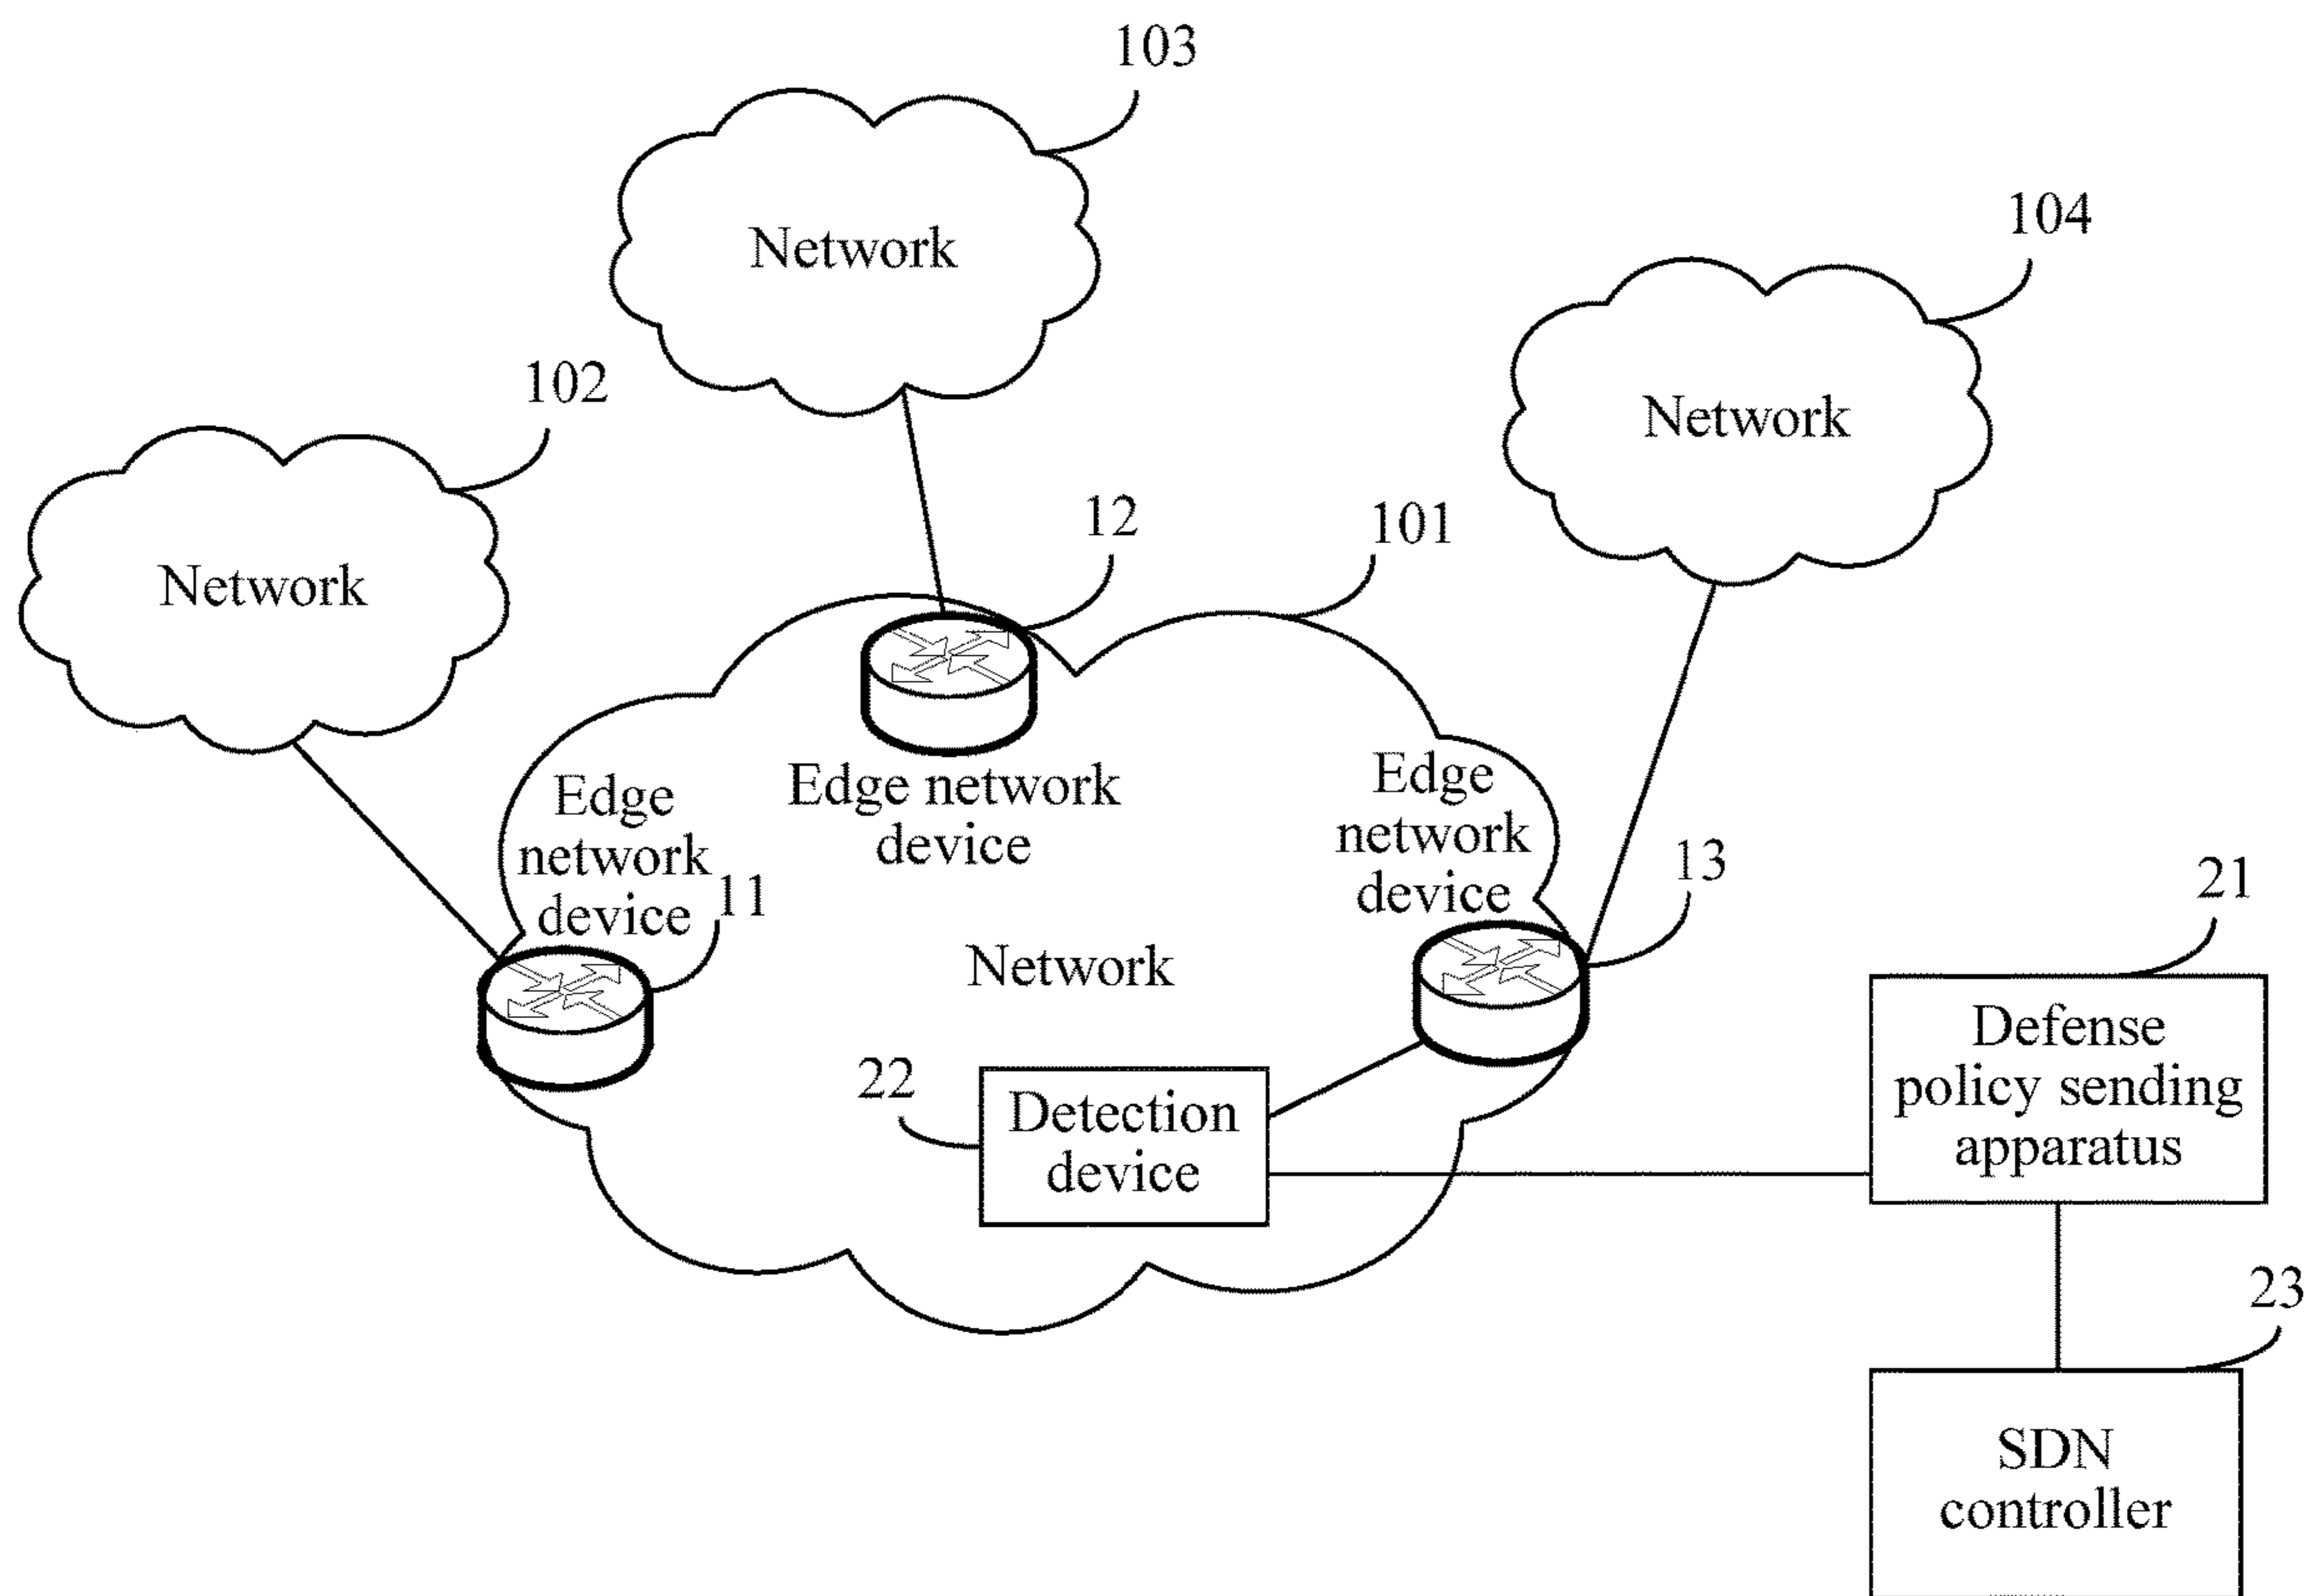 103
Network
104
Network
102
Network
12
101
Edge network
device
Edge
network
device
11
Edge
network
device
13
Network
21
Defense
policy sending
apparatus
22
Detection
device
23
SDN
controller